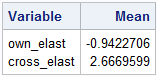 Variable Mean
own_elast -0.9422706
cross_elast 2.6669599